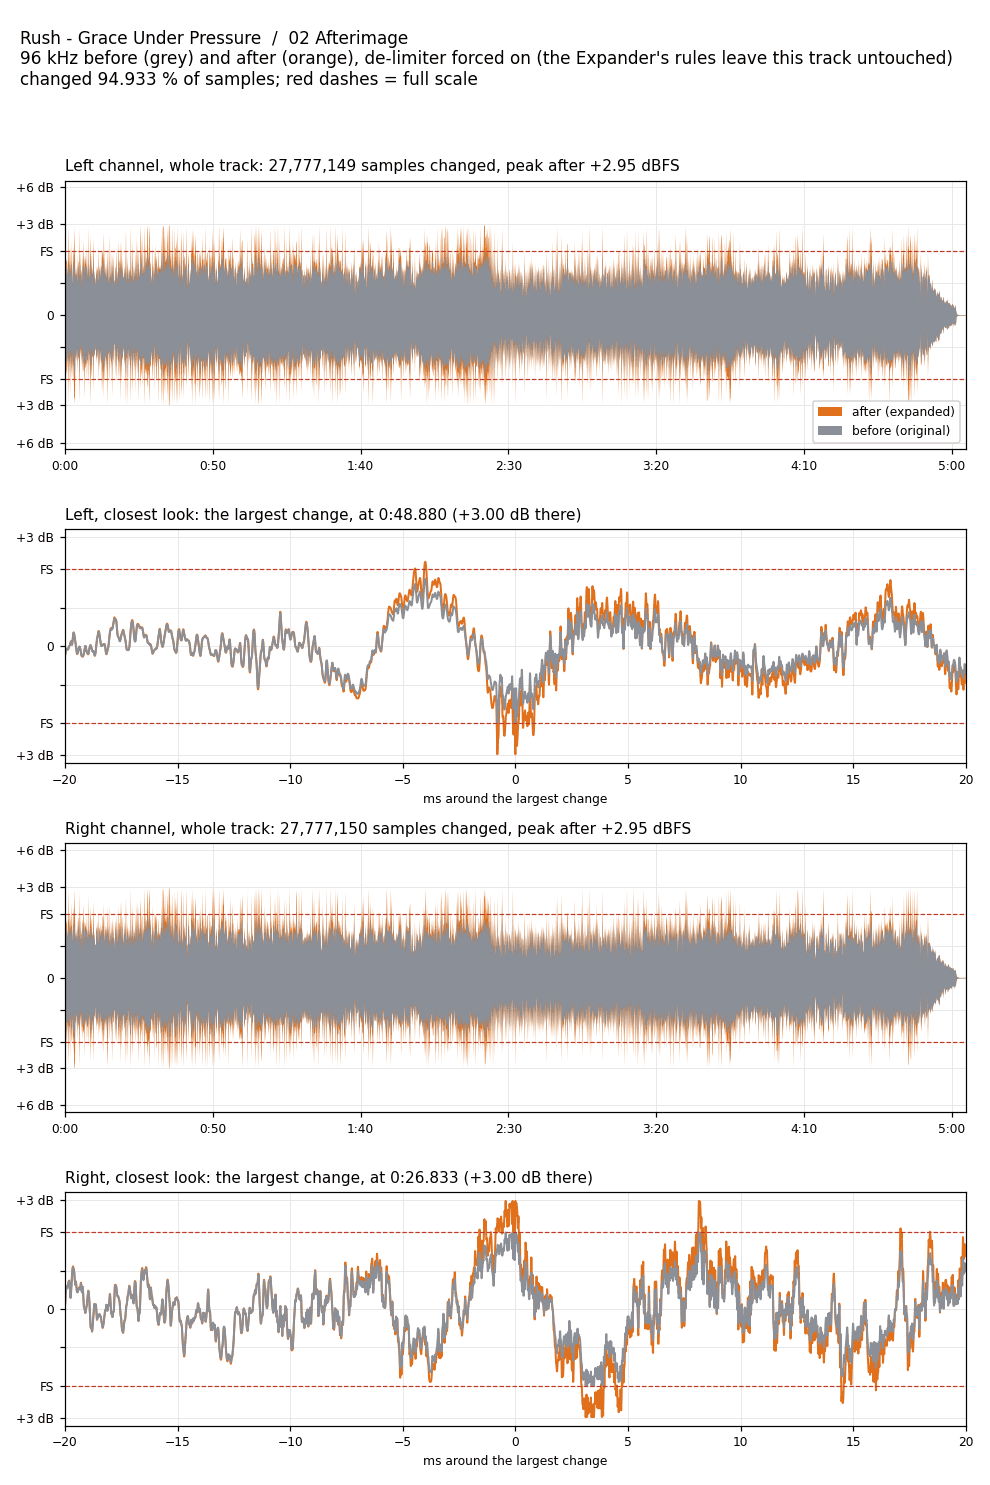 Rush - Grace Under Pressure  /  02 Afterimage
96 kHz before (grey) and after (orange), de-limiter forced on (the Expander's rules leave this track untouched)
changed 94.933 % of samples; red dashes = full scale
Left channel, whole track: 27,777,149 samples changed, peak after +2.95 dBFS
+6 dB
+3 dB
FS
0
FS
+3 dB
+6 dB
after (expanded)
before (original)
0:00 0:50 1:40 2:30 3:20 4:10 5:00
Left, closest look: the largest change, at 0:48.880 (+3.00 dB there)
+3 dB
FS
0
FS
+3 dB
−20 −15 −10 −5 0 5 10 15 20
ms around the largest change
Right channel, whole track: 27,777,150 samples changed, peak after +2.95 dBFS
+6 dB
+3 dB
FS
0
FS
+3 dB
+6 dB
0:00 0:50 1:40 2:30 3:20 4:10 5:00
Right, closest look: the largest change, at 0:26.833 (+3.00 dB there)
+3 dB
FS
0
FS
+3 dB
−20 −15 −10 −5 0 5 10 15 20
ms around the largest change